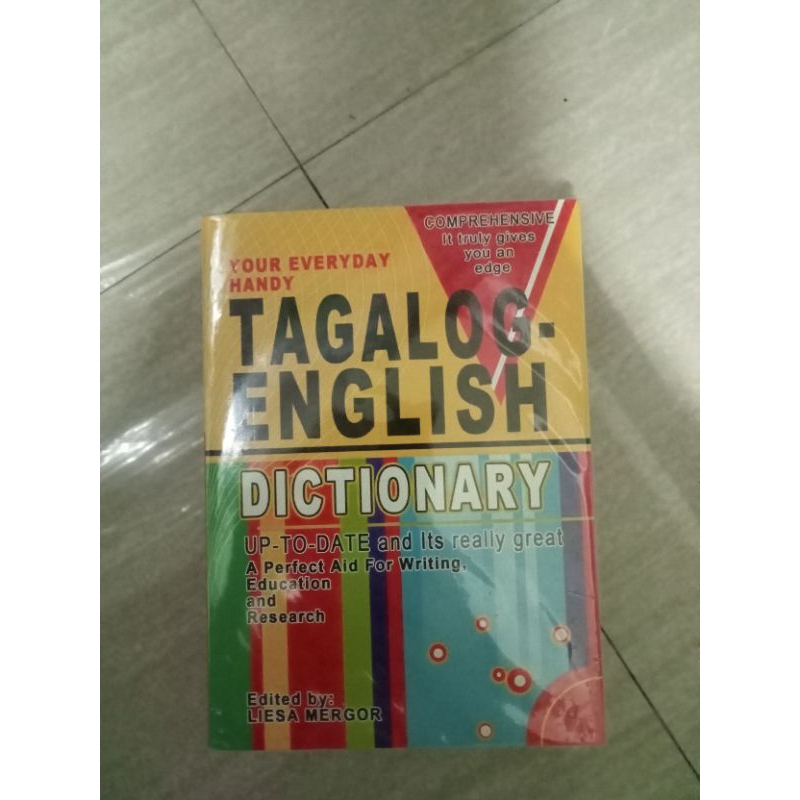 COMPREHENSIVE
It truly gives
you an
edge
YOUR EVERYDAY
HANDY
TAGALOG-
ENGLISH
DICTIONARY
UP-TO-DATE and Its really great
A Perfect Aid For Writing,
Education
and
Research
Edited by:
LIESA MERGOR